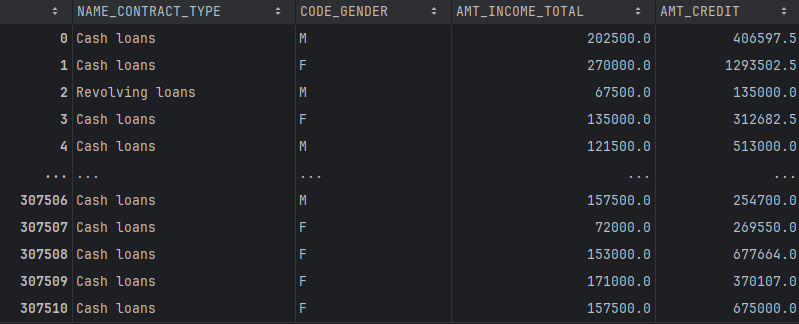 NAME_CONTRACT_TYPE CODE_GENDER AMT_INCOME_TOTAL AMT_CREDIT
0 Cash loans M 202500.0 406597.5
1 Cash loans F 270000.0 1293502.5
2 Revolving loans M 67500.0 135000.0
3 Cash loans F 135000.0 312682.5
4 Cash loans M 121500.0 513000.0
... ... ... ... ...
307506 Cash loans M 157500.0 254700.0
307507 Cash loans F 72000.0 269550.0
307508 Cash loans F 153000.0 677664.0
307509 Cash loans F 171000.0 370107.0
307510 Cash loans F 157500.0 675000.0